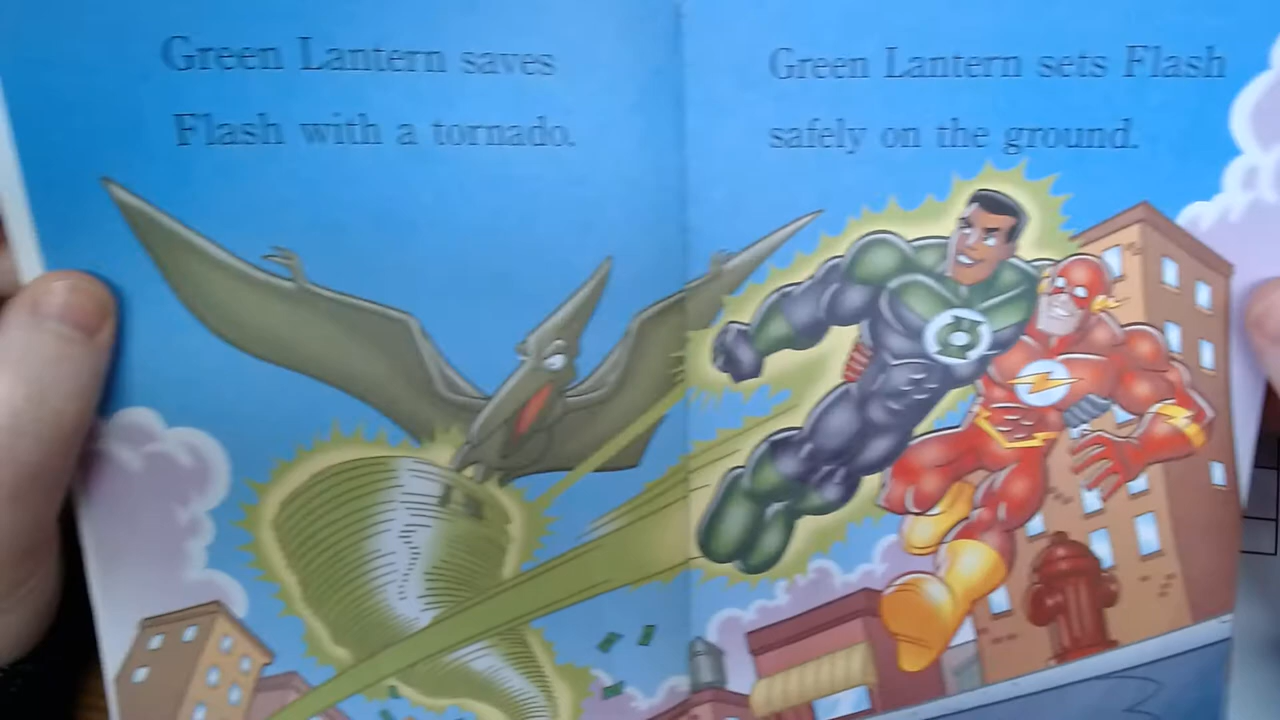 Green Lantern saves
Flash with a tornado.
Green Lantern sets Flash
safely on the ground.